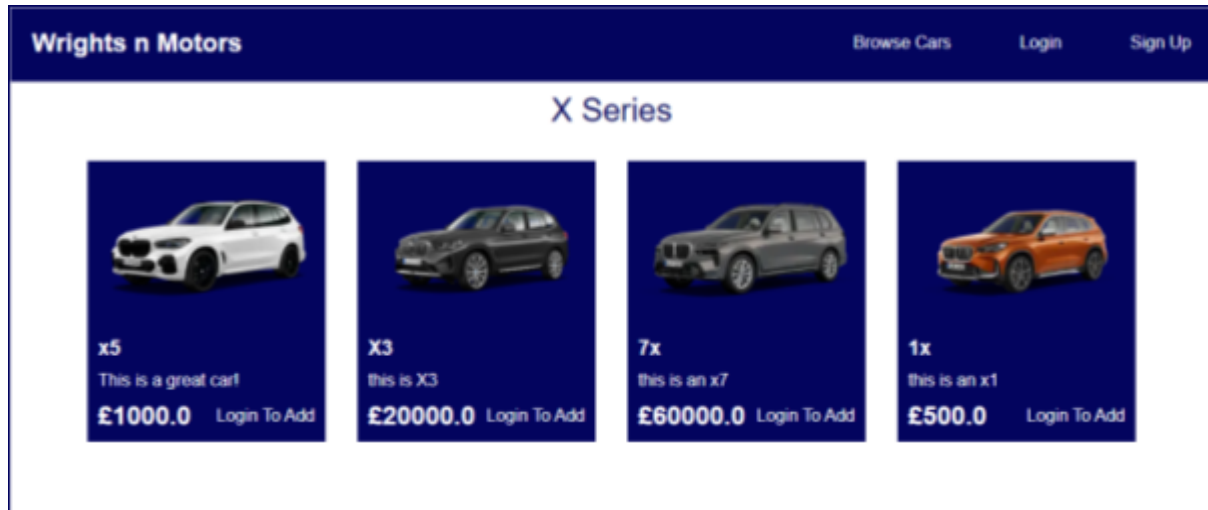 Wrights n Motors Browse Cars Login Sign Up
X Series
x5
This is a great car!
£1000.0 Login To Add
X3
this is X3
£20000.0 Login To Add
7x
this is an x7
£60000.0 Login To Add
1x
this is an x1
£500.0 Login To Add